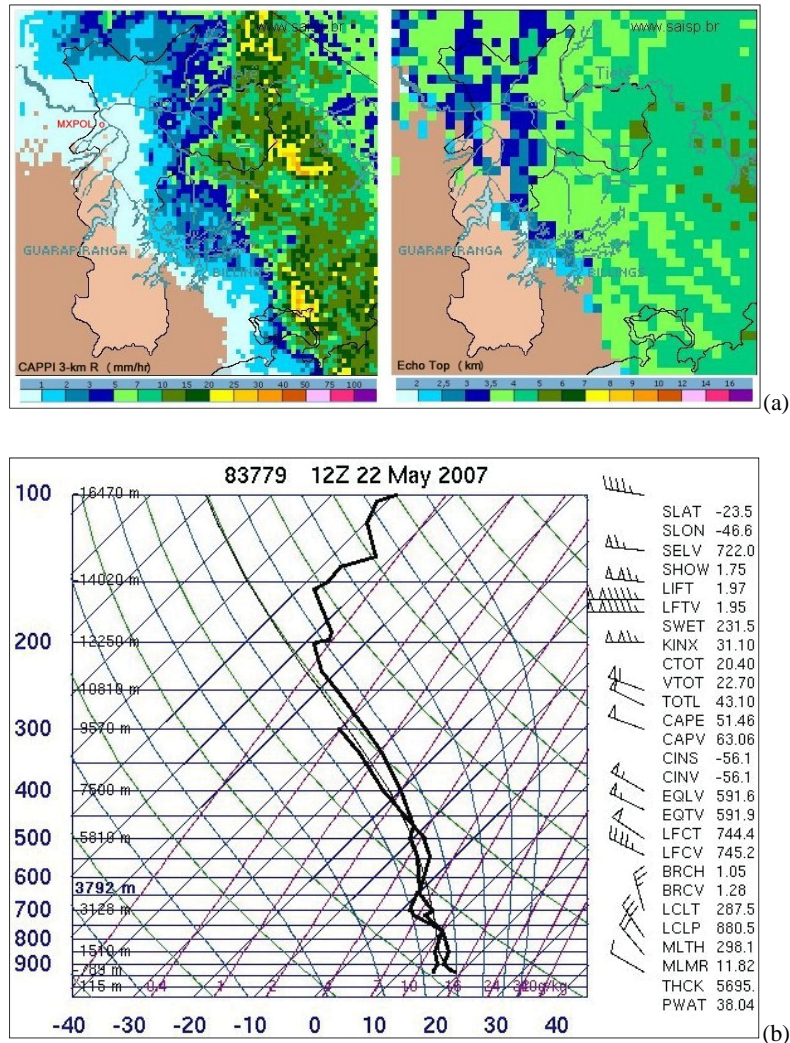 www.saisp.br
Tietê
MXPOL
GUARAPIRANGA
BILLINGS
CAPPI 3-km R (mm/hr)
1 2 3 5 7 10 15 20 25 30 40 50 75 100
www.saisp.br
Tietê
GUARAPIRANGA
BILLINGS
Echo Top (km)
2 2,5 3 3,5 4 5 6 7 8 9 10 12 14 16
(a)
83779 12Z 22 May 2007
100
16470 m
14020 m
200
12250 m
10810 m
300
9570 m
400
7500 m
500
5810 m
600
3792 m
700
3128 m
800
1510 m
900
789 m
115 m
0.4 1 2 4 7 10 16 24 32 40g/kg
-40 -30 -20 -10 0 10 20 30 40
SLAT -23.5
SLON -46.6
SELV 722.0
SHOW 1.75
LIFT 1.97
LFTV 1.95
SWET 231.5
KINX 31.10
CTOT 20.40
VTOT 22.70
TOTL 43.10
CAPE 51.46
CAPV 63.06
CINS -56.1
CINV -56.1
EQLV 591.6
EQTV 591.9
LFCT 744.4
LFCV 745.2
BRCH 1.05
BRCV 1.28
LCLT 287.5
LCLP 880.5
MLTH 298.1
MLMR 11.82
THCK 5695.
PWAT 38.04
(b)